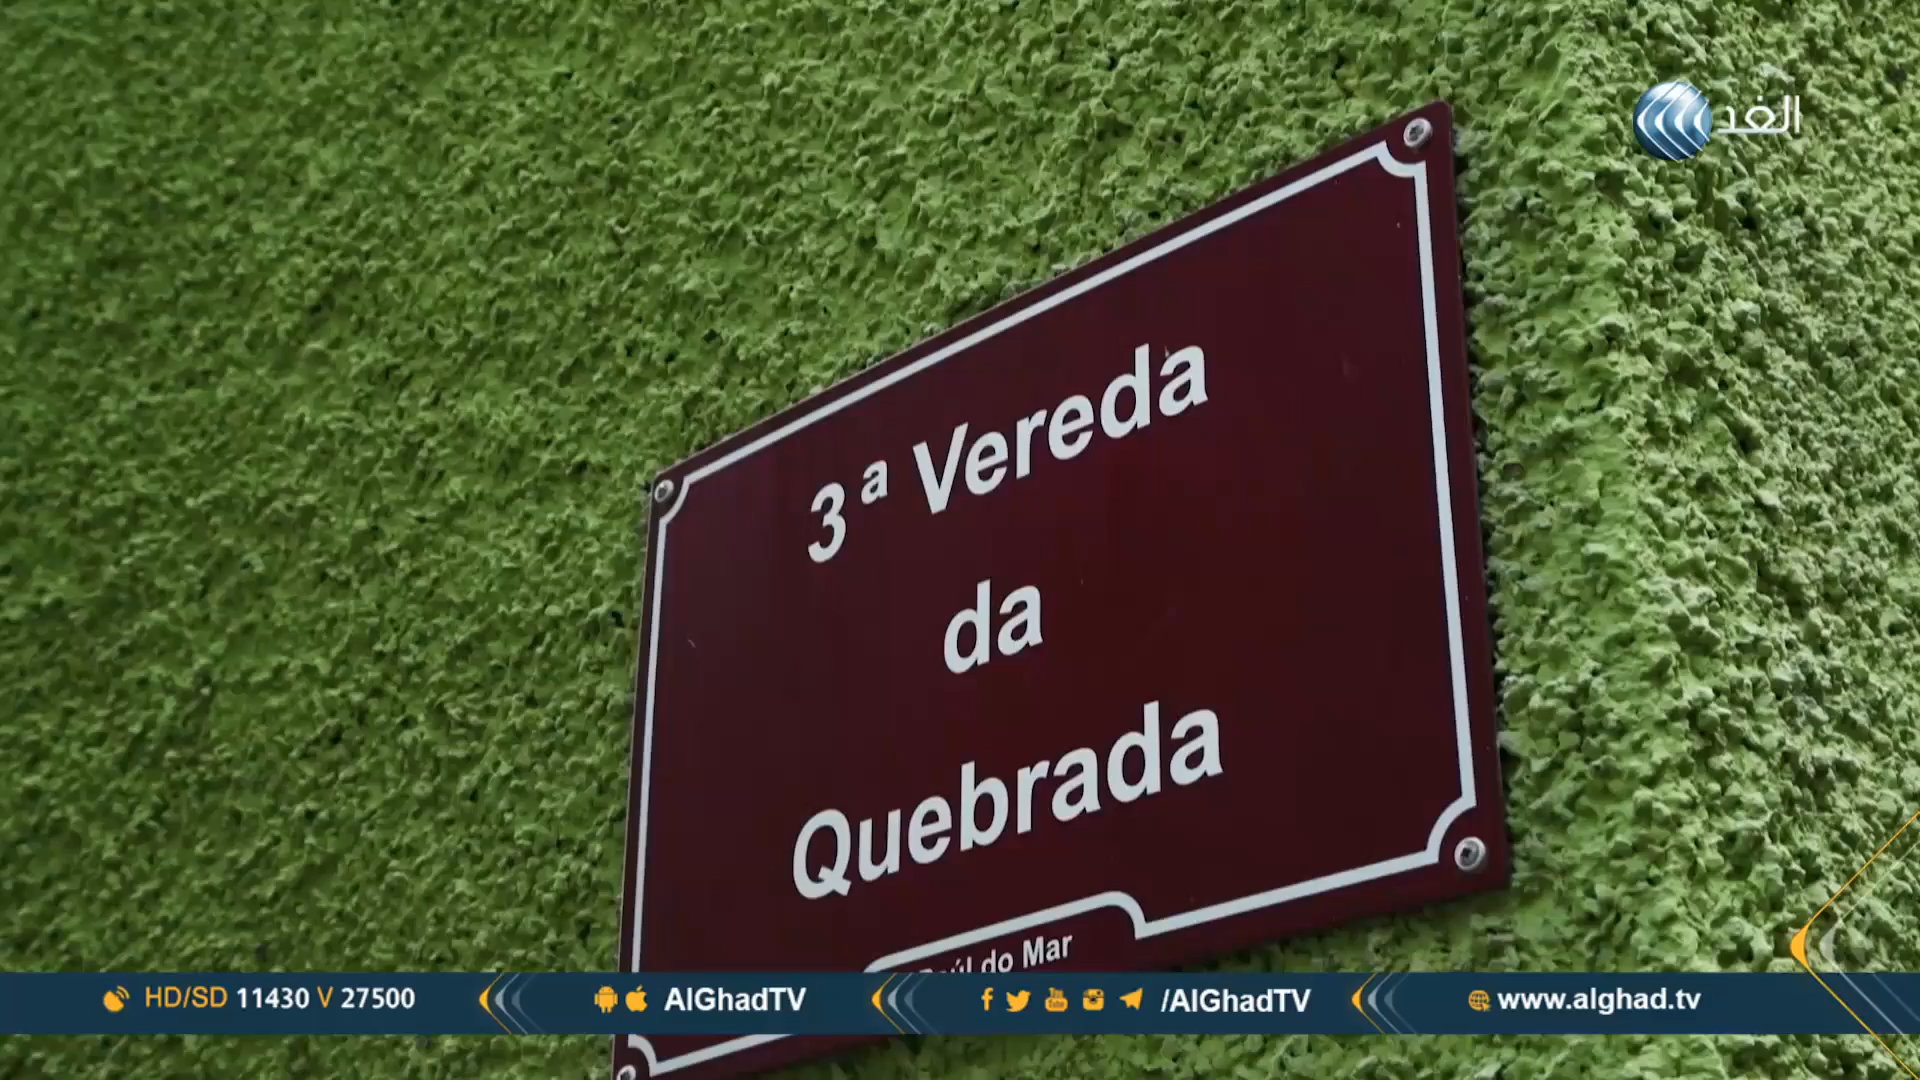 الغد
3ª Vereda
da
Quebrada
do Mar
HD/SD 11430 V 27500
AlGhadTV
/AlGhadTV
www.alghad.tv